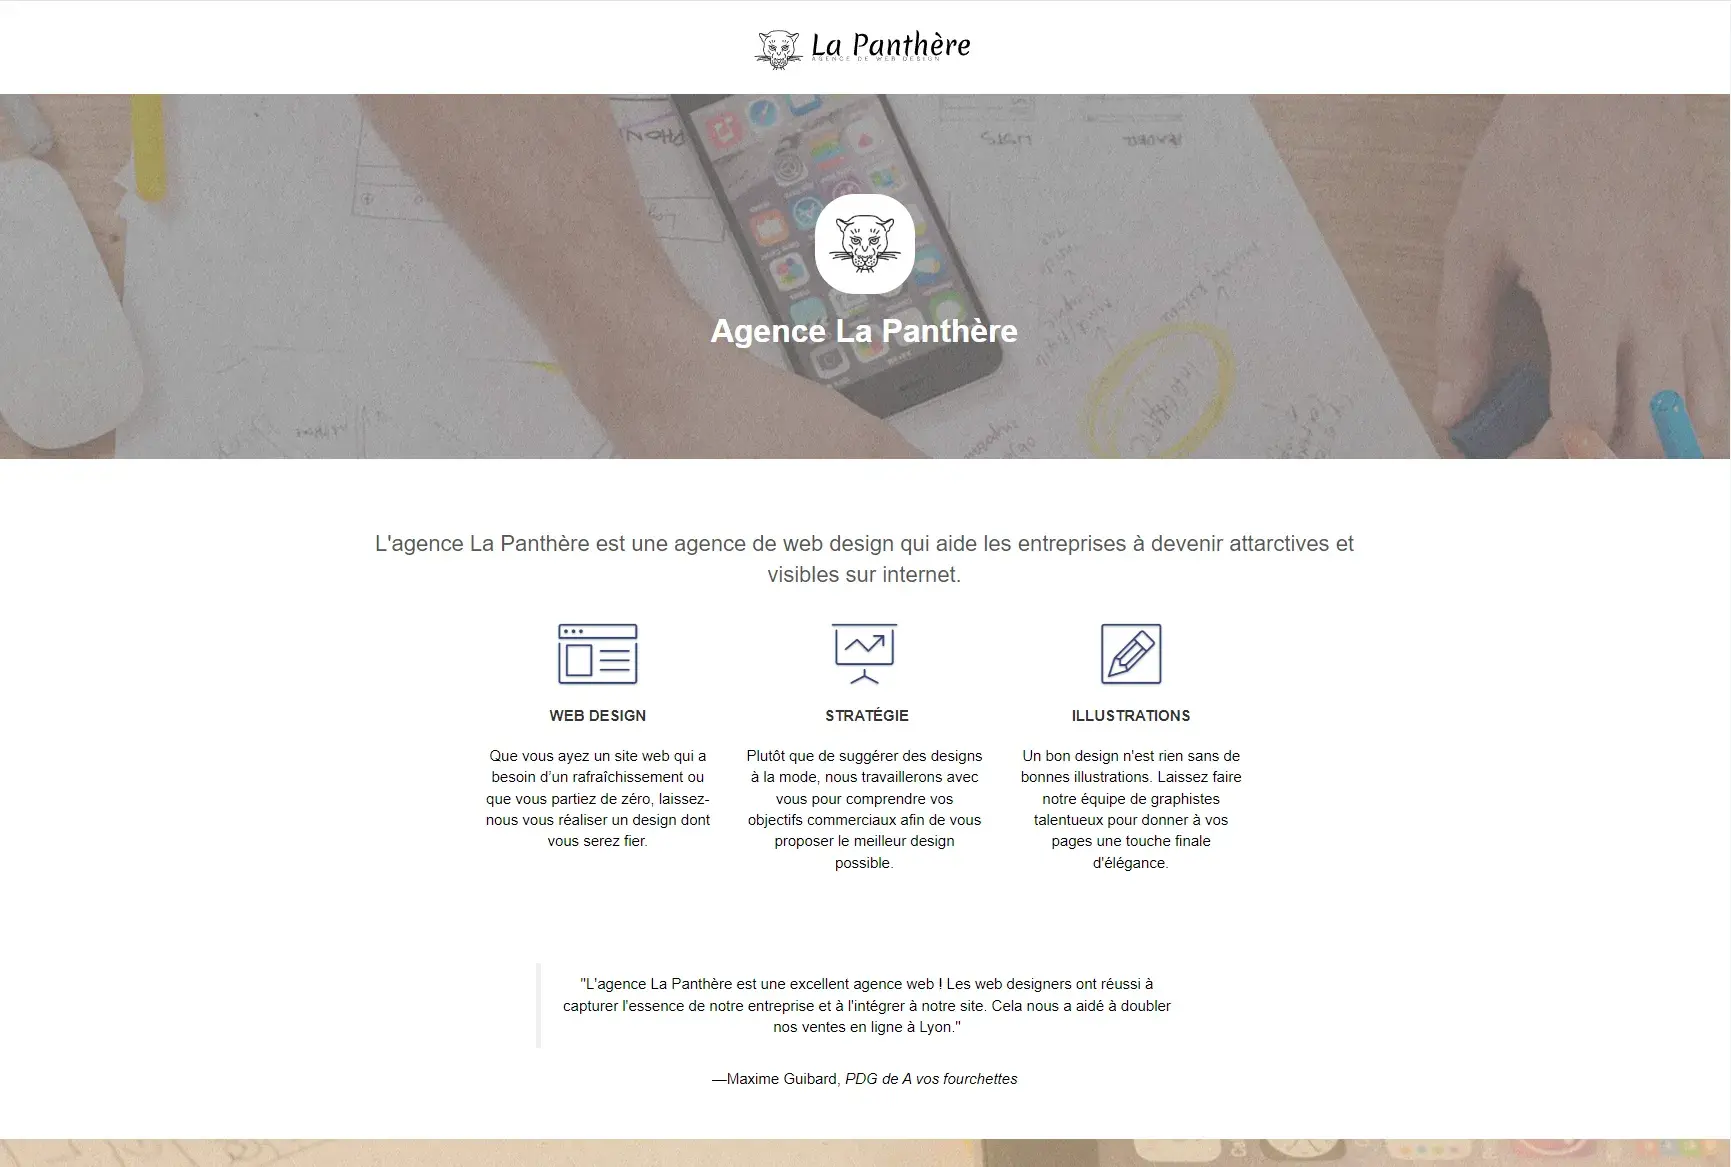 La Panthère
AGENCE DE WEB DESIGN
Agence La Panthère
L'agence La Panthère est une agence de web design qui aide les entreprises à devenir attarctives et
visibles sur internet.
WEB DESIGN
Que vous ayez un site web qui a
besoin d’un rafraîchissement ou
que vous partiez de zéro, laissez-
nous vous réaliser un design dont
vous serez fier.
STRATÉGIE
Plutôt que de suggérer des designs
à la mode, nous travaillerons avec
vous pour comprendre vos
objectifs commerciaux afin de vous
proposer le meilleur design
possible.
ILLUSTRATIONS
Un bon design n'est rien sans de
bonnes illustrations. Laissez faire
notre équipe de graphistes
talentueux pour donner à vos
pages une touche finale
d'élégance.
"L'agence La Panthère est une excellent agence web ! Les web designers ont réussi à
capturer l'essence de notre entreprise et à l'intégrer à notre site. Cela nous a aidé à doubler
nos ventes en ligne à Lyon."
—Maxime Guibard, PDG de A vos fourchettes